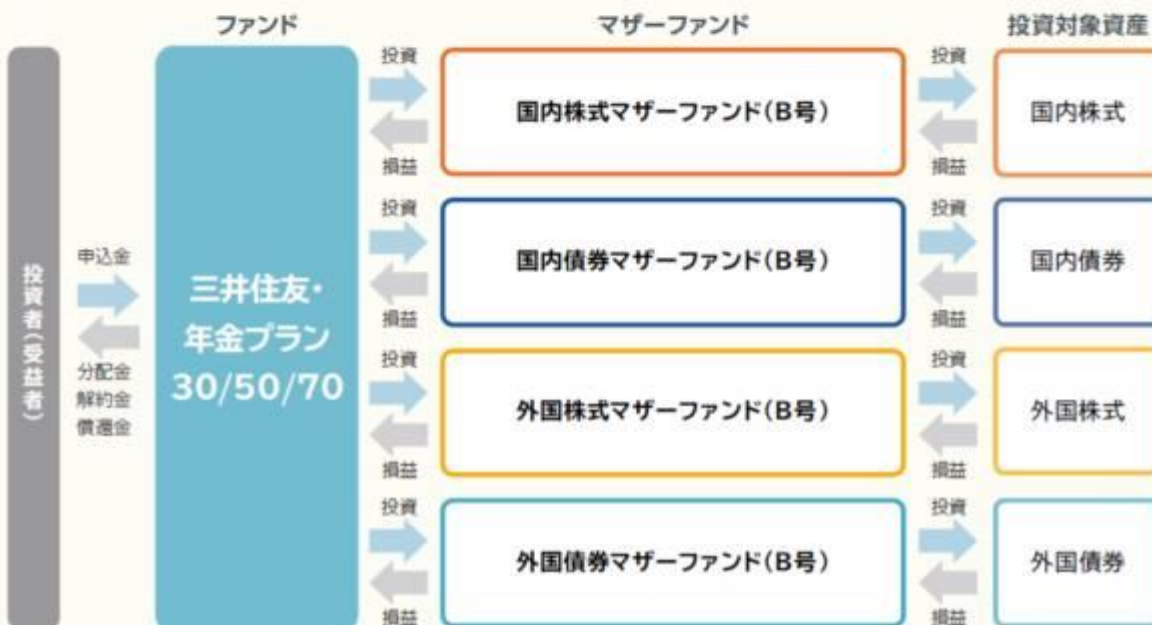 ファンド
マザーファンド
投資対象資産
投資者(受益者)
申込金
分配金
解約金
償還金
三井住友・
年金プラン
30/50/70
投資
損益
国内株式マザーファンド(B号)
投資
損益
国内株式
投資
損益
国内債券マザーファンド(B号)
投資
損益
国内債券
投資
損益
外国株式マザーファンド(B号)
投資
損益
外国株式
投資
損益
外国債券マザーファンド(B号)
投資
損益
外国債券